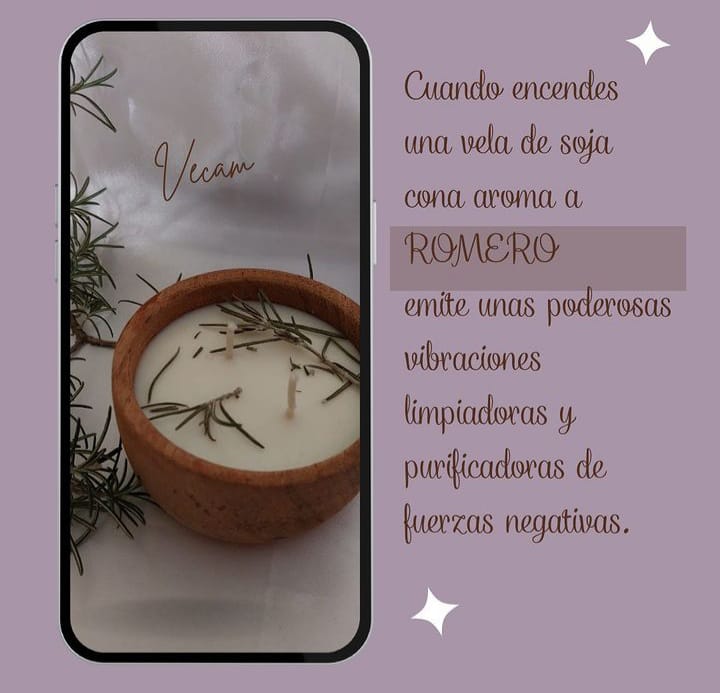 Vecam
Cuando encendes
una vela de soja
cona aroma a
ROMERO
emite unas poderosas
vibraciones
limpiadoras y
purificadoras de
fuerzas negativas.